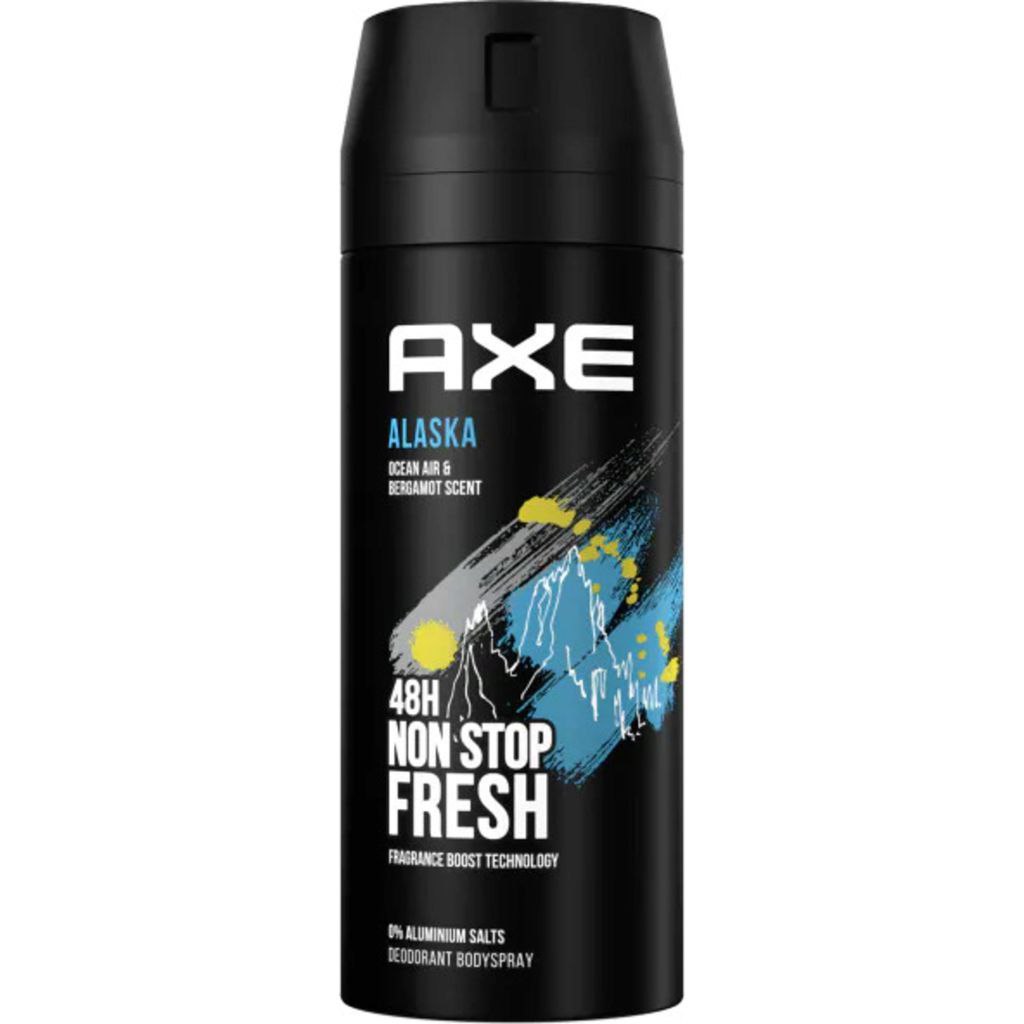 AXE
ALASKA
OCEAN AIR &
BERGAMOT SCENT
48H
NON STOP
FRESH
FRAGRANCE BOOST TECHNOLOGY
0% ALUMINIUM SALTS
DEODORANT BODYSPRAY